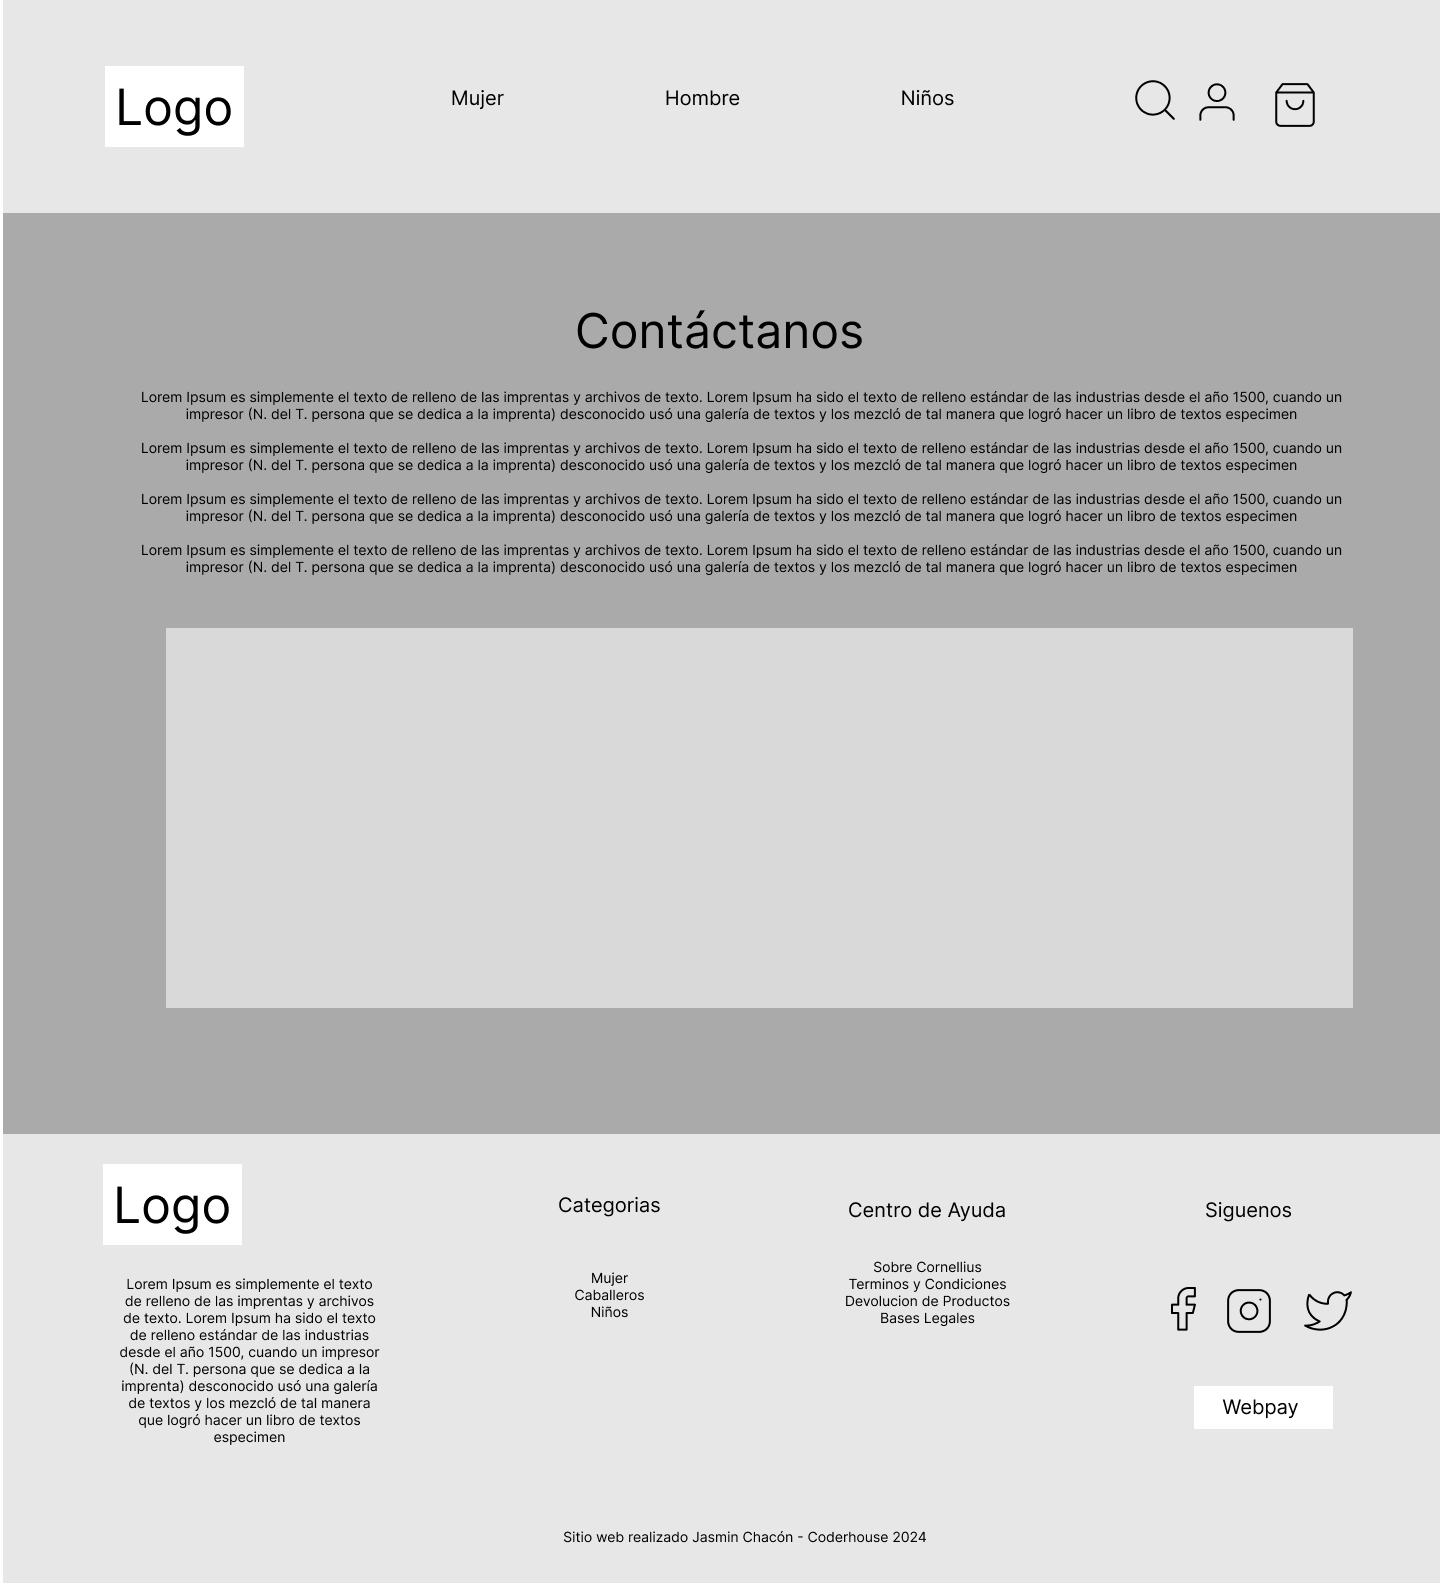 Logo
Mujer
Hombre
Niños
Contáctanos
Lorem Ipsum es simplemente el texto de relleno de las imprentas y archivos de texto. Lorem Ipsum ha sido el texto de relleno estándar de las industrias desde el año 1500, cuando un
impresor (N. del T. persona que se dedica a la imprenta) desconocido usó una galería de textos y los mezcló de tal manera que logró hacer un libro de textos especimen
Lorem Ipsum es simplemente el texto de relleno de las imprentas y archivos de texto. Lorem Ipsum ha sido el texto de relleno estándar de las industrias desde el año 1500, cuando un
impresor (N. del T. persona que se dedica a la imprenta) desconocido usó una galería de textos y los mezcló de tal manera que logró hacer un libro de textos especimen
Lorem Ipsum es simplemente el texto de relleno de las imprentas y archivos de texto. Lorem Ipsum ha sido el texto de relleno estándar de las industrias desde el año 1500, cuando un
impresor (N. del T. persona que se dedica a la imprenta) desconocido usó una galería de textos y los mezcló de tal manera que logró hacer un libro de textos especimen
Lorem Ipsum es simplemente el texto de relleno de las imprentas y archivos de texto. Lorem Ipsum ha sido el texto de relleno estándar de las industrias desde el año 1500, cuando un
impresor (N. del T. persona que se dedica a la imprenta) desconocido usó una galería de textos y los mezcló de tal manera que logró hacer un libro de textos especimen
Logo
Lorem Ipsum es simplemente el texto
de relleno de las imprentas y archivos
de texto. Lorem Ipsum ha sido el texto
de relleno estándar de las industrias
desde el año 1500, cuando un impresor
(N. del T. persona que se dedica a la
imprenta) desconocido usó una galería
de textos y los mezcló de tal manera
que logró hacer un libro de textos
especimen
Categorias
Mujer
Caballeros
Niños
Centro de Ayuda
Sobre Cornellius
Terminos y Condiciones
Devolucion de Productos
Bases Legales
Siguenos
Webpay
Sitio web realizado Jasmin Chacón - Coderhouse 2024